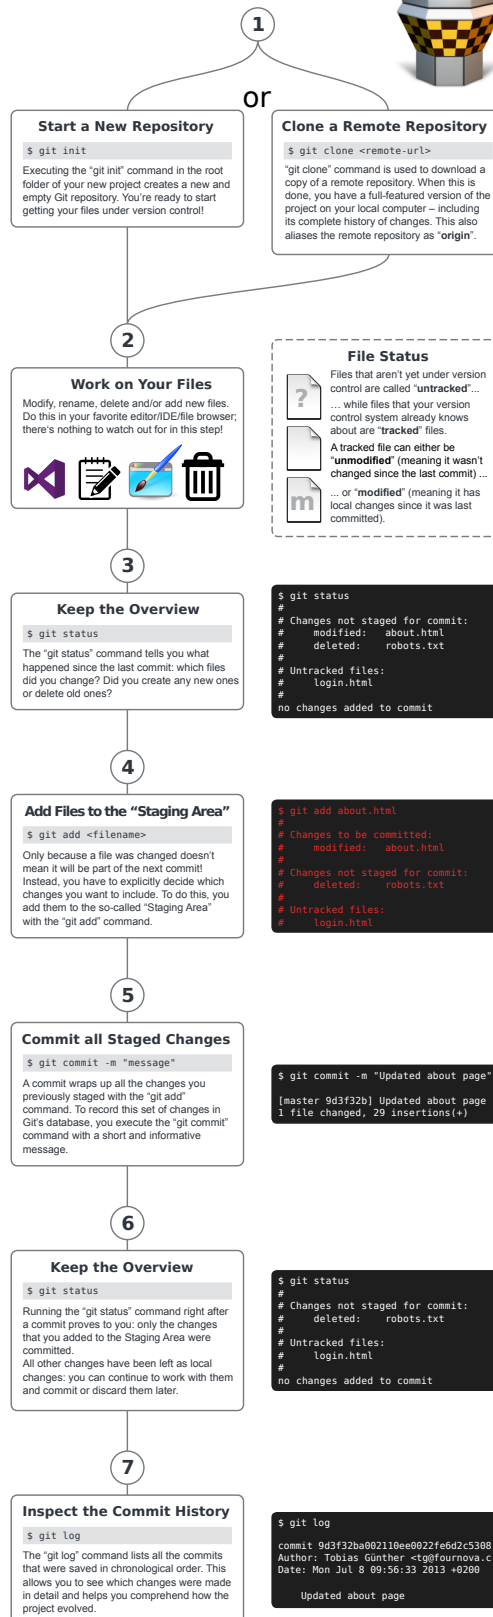 1
or
Start a New Repository
$ git init
Executing the “git init” command in the root
folder of your new project creates a new and
empty Git repository. You’re ready to start
getting your files under version control!
Clone a Remote Repository
$ git clone <remote-url>
“git clone” command is used to download a
copy of a remote repository. When this is
done, you have a full-featured version of the
project on your local computer – including
its complete history of changes. This also
aliases the remote repository as “origin”.
2
Work on Your Files
Modify, rename, delete and/or add new files.
Do this in your favorite editor/IDE/file browser;
there‘s nothing to watch out for in this step!
File Status
?
Files that aren’t yet under version
control are called “untracked”...
… while files that your version
control system already knows
about are “tracked” files.
A tracked file can either be
“unmodified” (meaning it wasn’t
changed since the last commit) ...
m
... or “modified” (meaning it has
local changes since it was last
committed).
3
Keep the Overview
$ git status
The “git status” command tells you what
happened since the last commit: which files
did you change? Did you create any new ones
or delete old ones?
$ git status
#
# Changes not staged for commit:
#     modified:   about.html
#     deleted:    robots.txt
#
# Untracked files:
#     login.html
#
no changes added to commit
4
Add Files to the “Staging Area”
$ git add <filename>
Only because a file was changed doesn’t
mean it will be part of the next commit!
Instead, you have to explicitly decide which
changes you want to include. To do this, you
add them to the so-called “Staging Area”
with the “git add” command.
$ git add about.html
#
# Changes to be committed:
#     modified:   about.html
#
# Changes not staged for commit:
#     deleted:    robots.txt
#
# Untracked files:
#     login.html
5
Commit all Staged Changes
$ git commit -m "message"
A commit wraps up all the changes you
previously staged with the “git add”
command. To record this set of changes in
Git’s database, you execute the “git commit”
command with a short and informative
message.
$ git commit -m "Updated about page"
[master 9d3f32b] Updated about page
1 file changed, 29 insertions(+)
6
Keep the Overview
$ git status
Running the “git status” command right after
a commit proves to you: only the changes
that you added to the Staging Area were
committed.
All other changes have been left as local
changes: you can continue to work with them
and commit or discard them later.
$ git status
#
# Changes not staged for commit:
#     deleted:    robots.txt
#
# Untracked files:
#     login.html
#
no changes added to commit
7
Inspect the Commit History
$ git log
The “git log” command lists all the commits
that were saved in chronological order. This
allows you to see which changes were made
in detail and helps you comprehend how the
project evolved.
$ git log
commit 9d3f32ba002110ee0022fe6d2c5308
Author: Tobias Günther <tg@fournova.c
Date: Mon Jul 8 09:56:33 2013 +0200
Updated about page